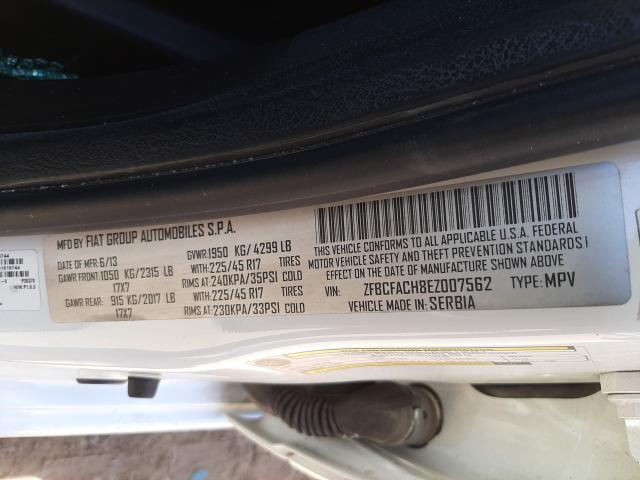 MFD BY FIAT GROUP AUTOMOBILES S.P.A.
DATE OF MFR: 6/13 GVWR: 1950 KG/ 4299 LB
GAWR FRONT: 1050 KG/2315 LB WITH: 225/45 R17 TIRES
17X7 RIMS AT: 240KPA/35PSI COLD
GAWR REAR: 915 KG/2017 LB WITH: 225/45 R17 TIRES
17X7 RIMS AT: 230KPA/33PSI COLD
THIS VEHICLE CONFORMS TO ALL APPLICABLE U.S.A. FEDERAL
MOTOR VEHICLE SAFETY AND THEFT PREVENTION STANDARDS I
N EFFECT ON THE DATE OF MANUFACTURE SHOWN ABOVE.
VIN: ZFBCFACH8EZ007562 TYPE: MPV
VEHICLE MADE IN: SERBIA